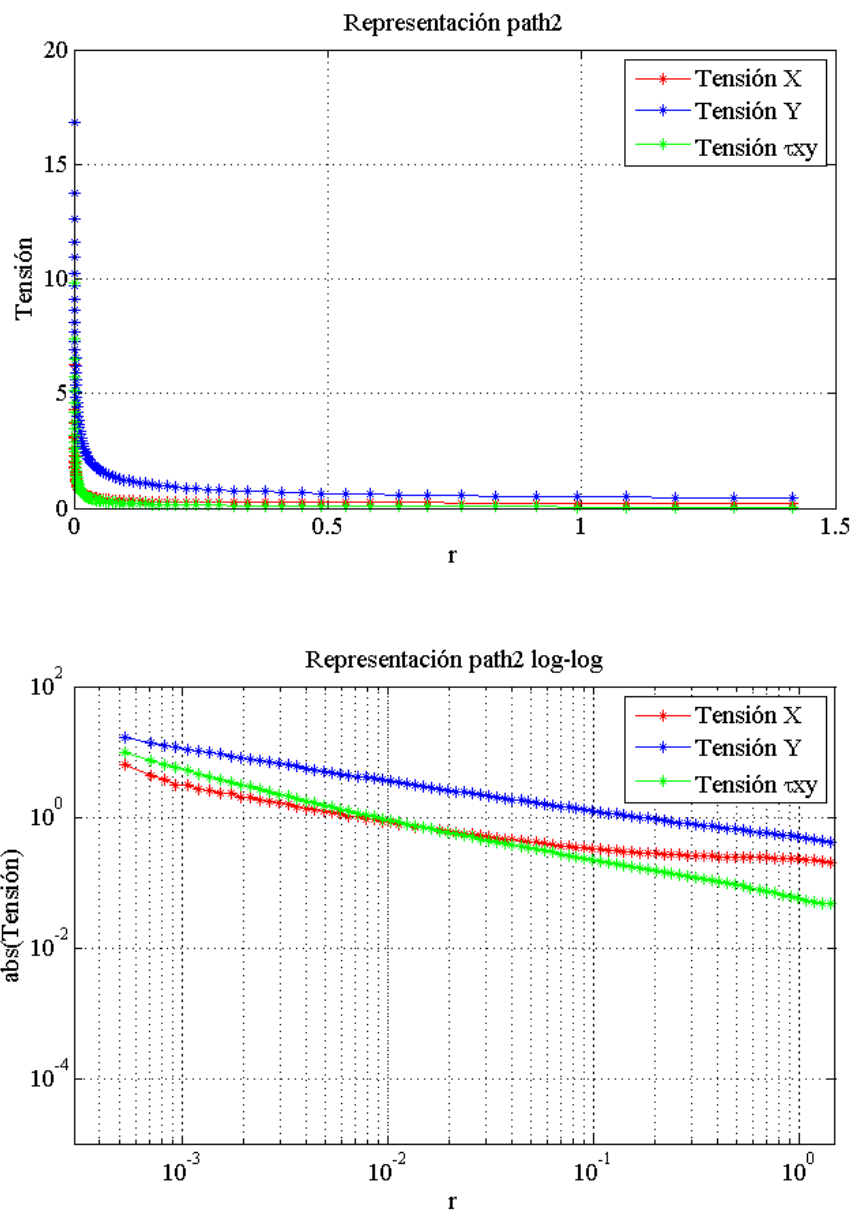 Representación path2
20
15
10
5
0
Tensión
Tensión X
Tensión Y
Tensión τxy
0
0.5
1
1.5
r
Representación path2 log-log
10^2
10^0
10^-2
10^-4
abs(Tensión)
Tensión X
Tensión Y
Tensión τxy
10^-3
10^-2
10^-1
10^0
r